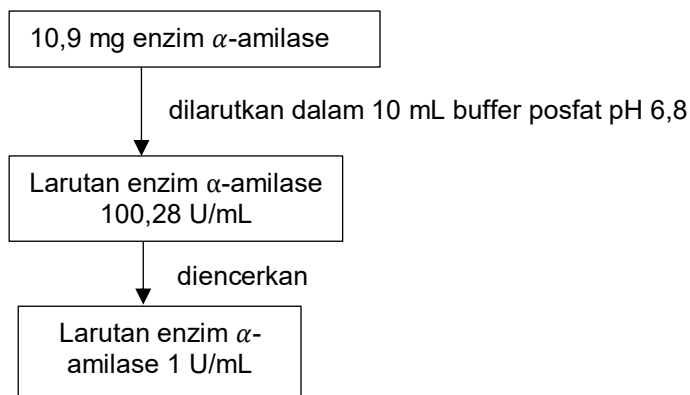 10,9 mg enzim 𝛼-amilase
dilarutkan dalam 10 mL buffer posfat pH 6,8
Larutan enzim α-amilase
100,28 U/mL
diencerkan
Larutan enzim 𝛼-
amilase 1 U/mL